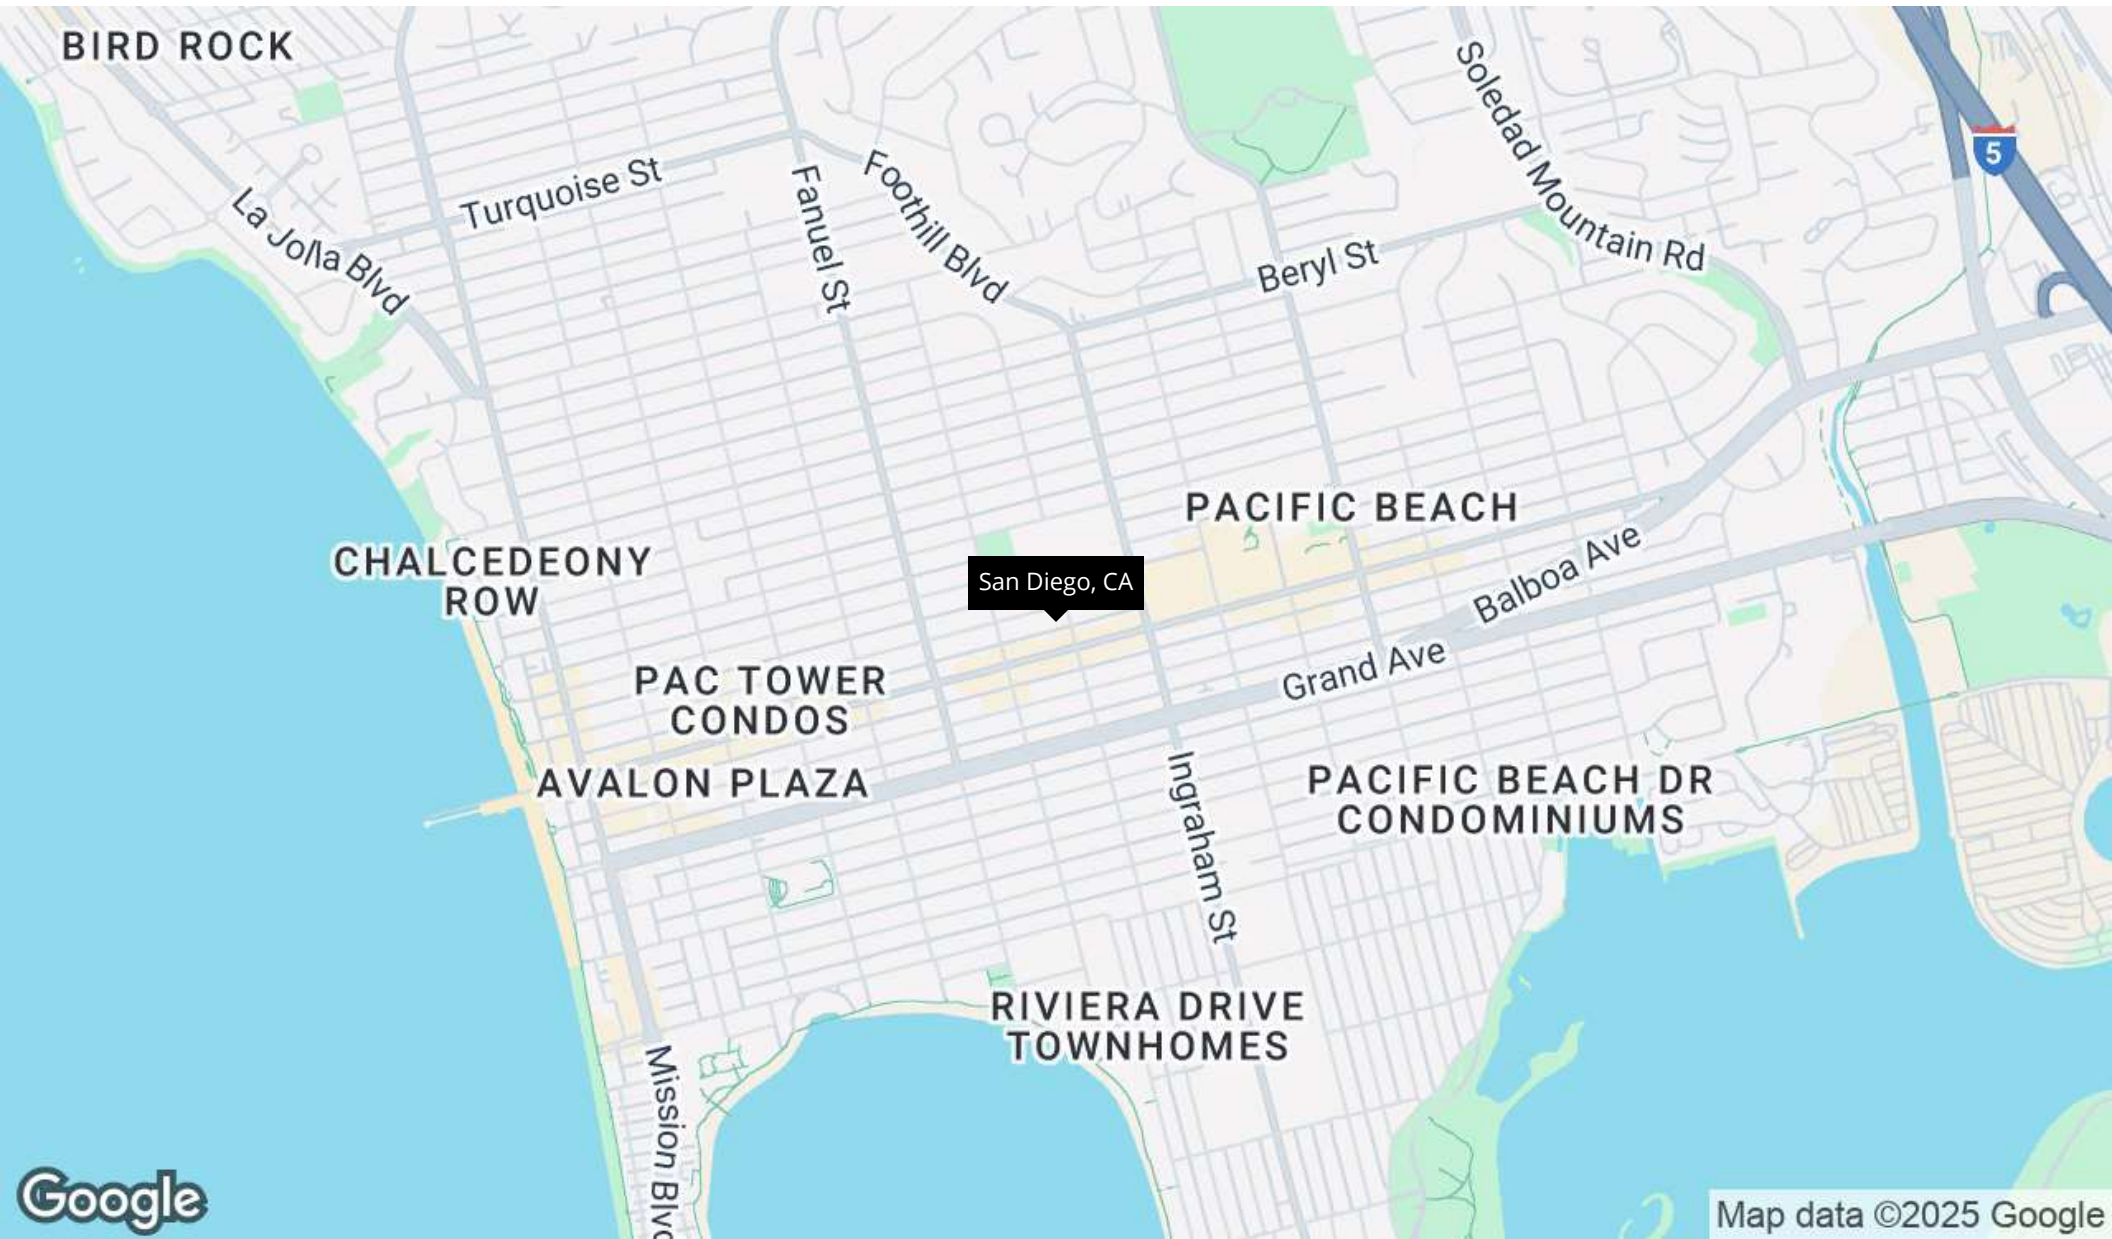 BIRD ROCK
Soledad Mountain Rd
5
Turquoise St
Foothill Blvd
Fanuel St
La Jolla Blvd
Beryl St
PACIFIC BEACH
Balboa Ave
CHALCEDEONY
ROW
San Diego, CA
Grand Ave
PAC TOWER
CONDOS
AVALON PLAZA
Ingraham St
PACIFIC BEACH DR
CONDOMINIUMS
RIVIERA DRIVE
TOWNHOMES
Mission Blvd
Google
Map data ©2025 Google